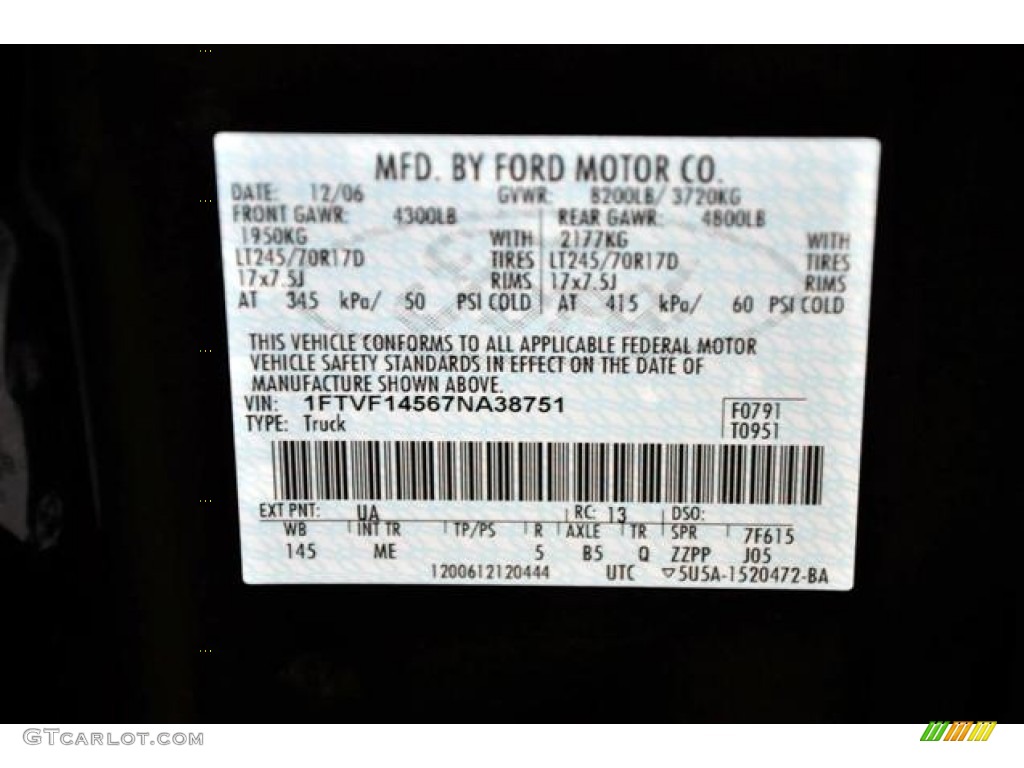 MFD. BY FORD MOTOR CO.
DATE: 12/06 GVWR: 8200LB/ 3720KG
FRONT GAWR: 4300LB REAR GAWR: 4800LB
1950KG WITH 2177KG WITH
LT245/70R17D TIRES LT245/70R17D TIRES
17x7.5J RIMS 17x7.5J RIMS
AT 345 kPa/ 50 PSI COLD AT 415 kPa/ 60 PSI COLD
THIS VEHICLE CONFORMS TO ALL APPLICABLE FEDERAL MOTOR
VEHICLE SAFETY STANDARDS IN EFFECT ON THE DATE OF
MANUFACTURE SHOWN ABOVE.
VIN: 1FTVF14567NA38751 F0791
TYPE: Truck T0951
EXT PNT: UA RC: 13 DSO:
WB INT TR TP/PS R AXLE TR SPR 7F615
145 ME 5 B5 Q ZZPP J05
1200612120444 UTC ▽5U5A-1520472-BA
GTCARLOT.COM